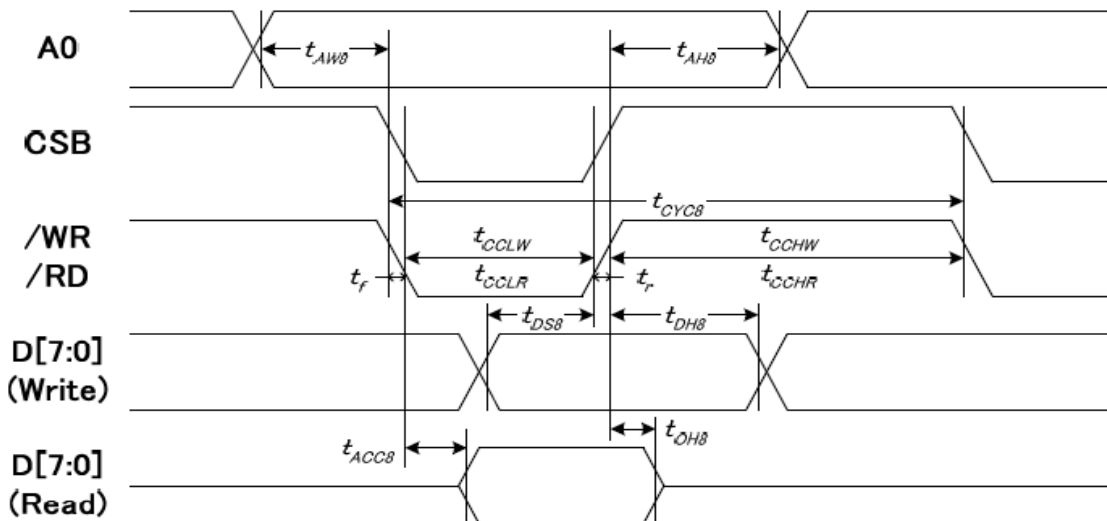 A0
tAW8
tAH8
CSB
tCYC8
/WR
/RD
tCCLW
tCCHW
tf
tCCLR
tr
tCCHR
tDS8
tDH8
D[7:0]
(Write)
tACC8
tOH8
D[7:0]
(Read)